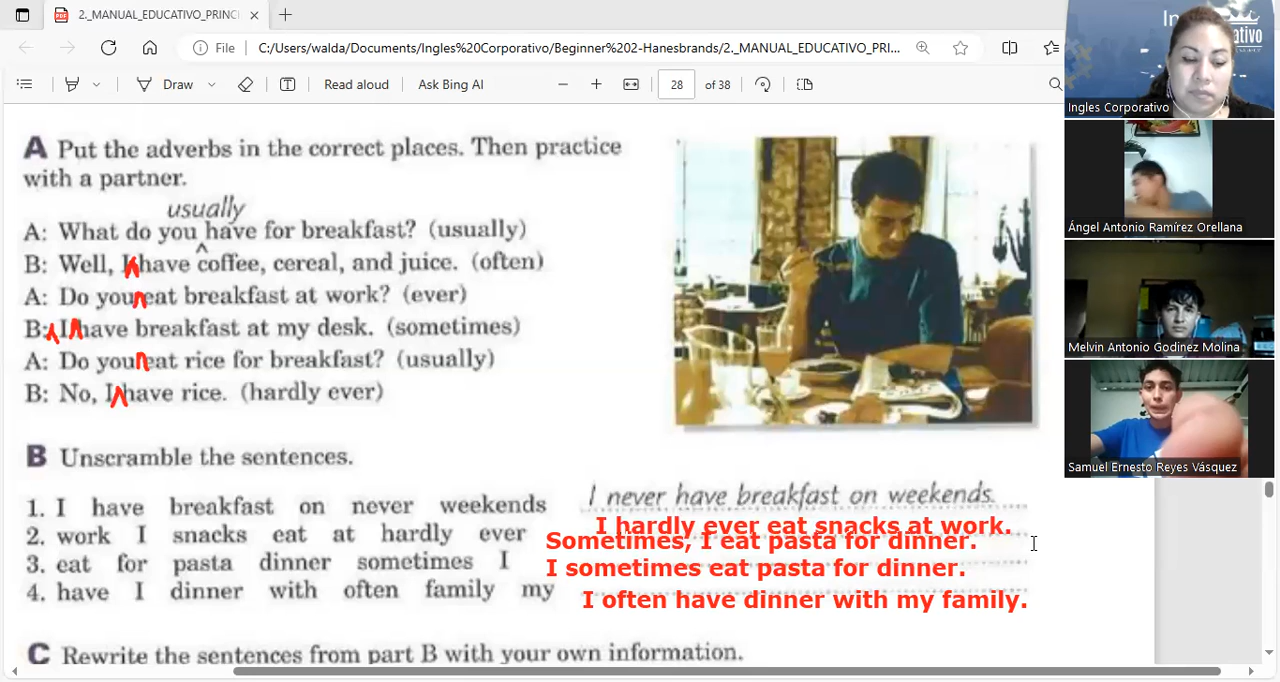 2._MANUAL_EDUCATIVO_PRINCI
File C:/Users/walda/Documents/Ingles%20Corporativo/Beginner%202-Hanesbrands/2._MANUAL_EDUCATIVO_PRI...
Draw Read aloud Ask Bing AI 28 of 38
A Put the adverbs in the correct places. Then practice
with a partner.
usually
A: What do you have for breakfast? (usually)
B: Well, I have coffee, cereal, and juice. (often)
A: Do you eat breakfast at work? (ever)
B: I have breakfast at my desk. (sometimes)
A: Do you eat rice for breakfast? (usually)
B: No, I have rice. (hardly ever)
B Unscramble the sentences.
1. I have breakfast on never weekends I never have breakfast on weekends.
2. work I snacks eat at hardly ever I hardly ever eat snacks at work.
Sometimes, I eat pasta for dinner.
3. eat for pasta dinner sometimes I I sometimes eat pasta for dinner.
4. have I dinner with often family my I often have dinner with my family.
C Rewrite the sentences from part B with your own information.
Ingles Corporativo
Ángel Antonio Ramírez Orellana
Melvin Antonio Godinez Molina
Samuel Ernesto Reyes Vásquez